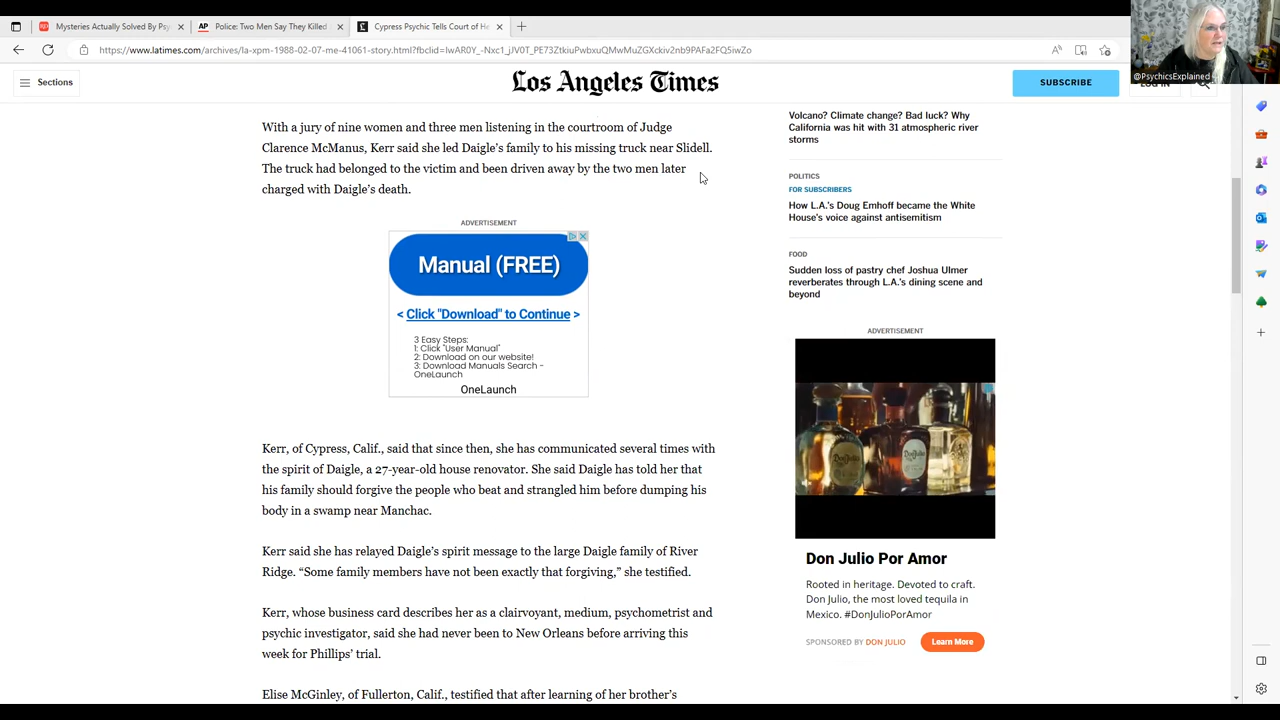 Mysteries Actually Solved By Psy
Police: Two Men Say They Killed
Cypress Psychic Tells Court of He
https://www.latimes.com/archives/la-xpm-1988-02-07-me-41061-story.html?fbclid=
Sections
Los Angeles Times
SUBSCRIBE
LOG IN
@PsychicsExplained
With a jury of nine women and three men listening in the courtroom of Judge
Clarence McManus, Kerr said she led Daigle's family to his missing truck near Slidell.
The truck had belonged to the victim and been driven away by the two men later
charged with Daigle's death.
ADVERTISEMENT
Manual (FREE)
< Click "Download" to Continue >
3 Easy Steps:
1: Click "User Manual"
2: Download on our website!
3: Download Manuals Search -
OneLaunch
OneLaunch
Kerr, of Cypress, Calif., said that since then, she has communicated several times with
the spirit of Daigle, a 27-year-old house renovator. She said Daigle has told her that
his family should forgive the people who beat and strangled him before dumping his
body in a swamp near Manchac.
Kerr said she has relayed Daigle's spirit message to the large Daigle family of River
Ridge. “Some family members have not been exactly that forgiving,” she testified.
Kerr, whose business card describes her as a clairvoyant, medium, psychometrist and
psychic investigator, said she had never been to New Orleans before arriving this
week for Phillips' trial.
Elise McGinley, of Fullerton, Calif., testified that after learning of her brother's
Volcano? Climate change? Bad luck? Why
California was hit with 31 atmospheric river
storms
POLITICS
FOR SUBSCRIBERS
How L.A.'s Doug Emhoff became the White
House's voice against antisemitism
FOOD
Sudden loss of pastry chef Joshua Ulmer
reverberates through L.A.'s dining scene and
beyond
ADVERTISEMENT
Don Julio Por Amor
Rooted in heritage. Devoted to craft.
Don Julio, the most loved tequila in
Mexico. #DonJulioPorAmor
SPONSORED BY DON JULIO
Learn More